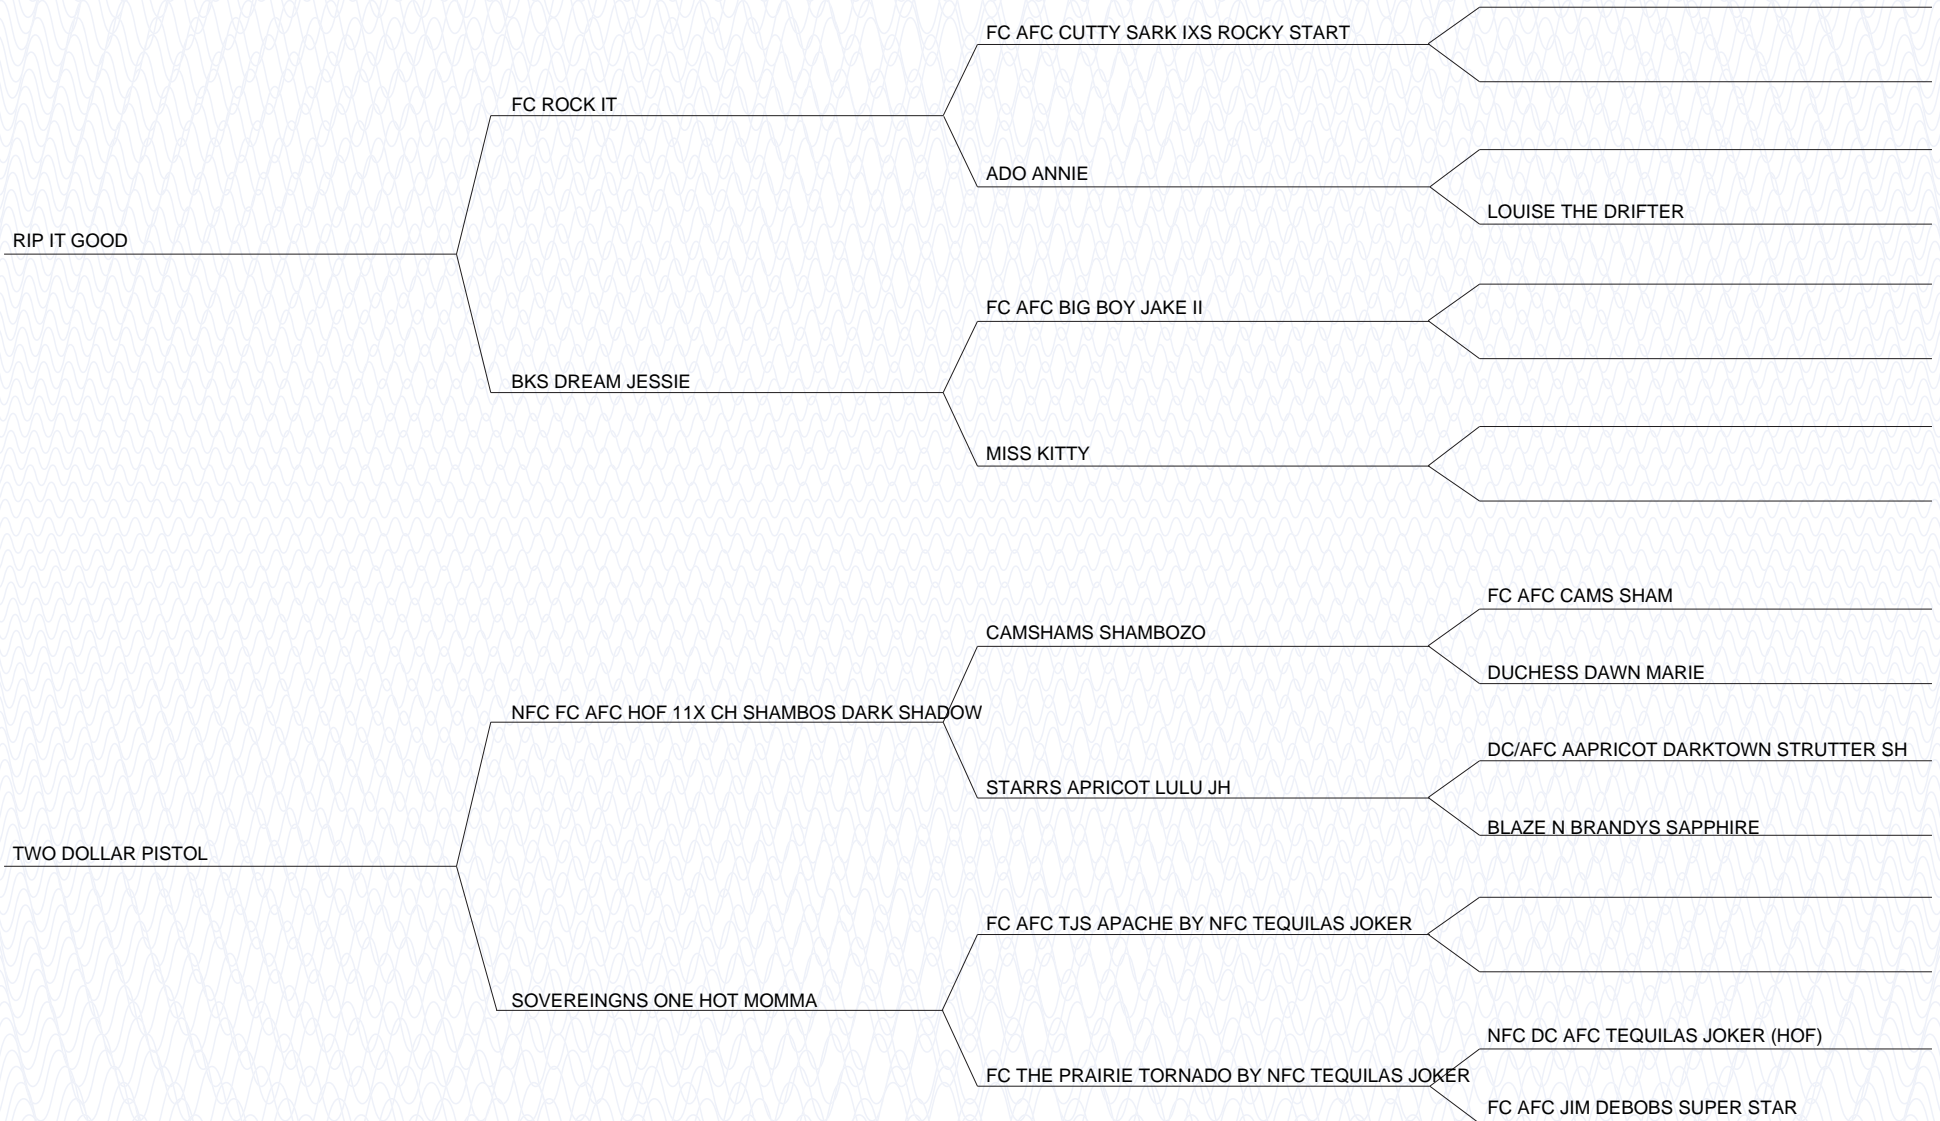 FC AFC CUTTY SARK IXS ROCKY START
FC ROCK IT
ADO ANNIE
LOUISE THE DRIFTER
RIP IT GOOD
FC AFC BIG BOY JAKE II
BKS DREAM JESSIE
MISS KITTY
FC AFC CAMS SHAM
CAMSHAMS SHAMBOZO
DUCHESS DAWN MARIE
NFC FC AFC HOF 11X CH SHAMBOS DARK SHADOW
DC/AFC AAPRICOT DARKTOWN STRUTTER SH
STARRS APRICOT LULU JH
BLAZE N BRANDYS SAPPHIRE
TWO DOLLAR PISTOL
FC AFC TJS APACHE BY NFC TEQUILAS JOKER
SOVEREINGNS ONE HOT MOMMA
NFC DC AFC TEQUILAS JOKER (HOF)
FC THE PRAIRIE TORNADO BY NFC TEQUILAS JOKER
FC AFC JIM DEBOBS SUPER STAR